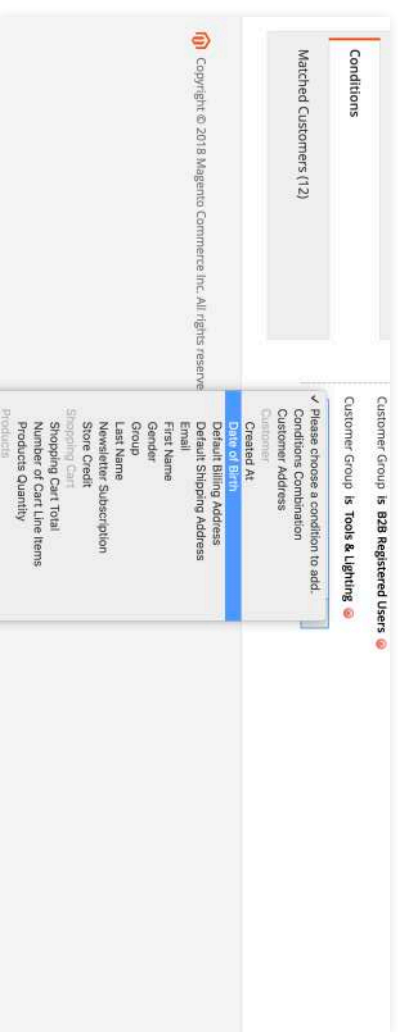 Conditions
Matched Customers (12)
Customer Group is B2B Registered Users
Customer Group is Tools & Lighting
✓ Please choose a condition to add.
Conditions Combination
Customer Address
Customer
Created At
Date of Birth
Default Billing Address
Default Shipping Address
Email
First Name
Gender
Group
Last Name
Newsletter Subscription
Store Credit
Shopping Cart
Shopping Cart Total
Number of Cart Line Items
Products Quantity
Products
Copyright © 2018 Magento Commerce Inc. All rights reserve